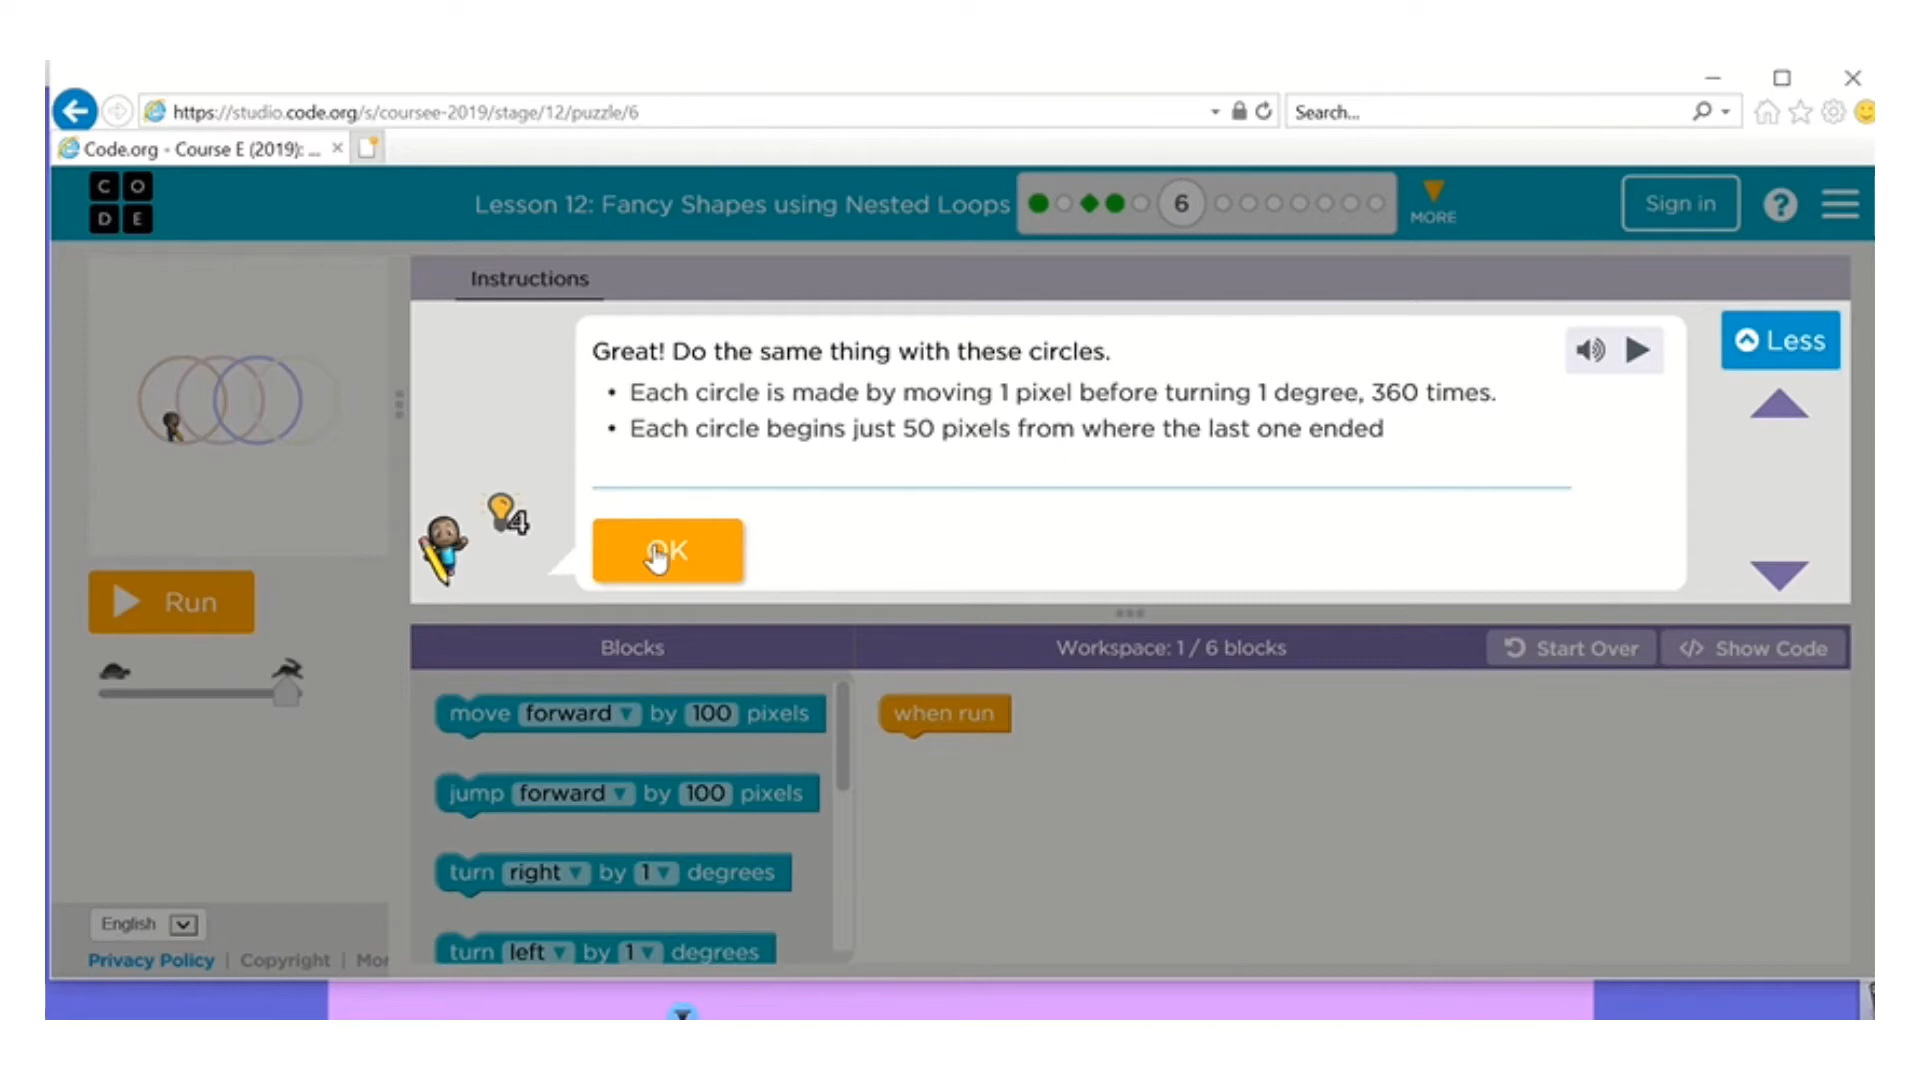 https://studio.code.org/s/coursee-2019/stage/12/puzzle/6
Search...
Code.org - Course E (2019): ...
C O
D E
Lesson 12: Fancy Shapes using Nested Loops
6
MORE
Sign in
?
Instructions
Great! Do the same thing with these circles.
• Each circle is made by moving 1 pixel before turning 1 degree, 360 times.
• Each circle begins just 50 pixels from where the last one ended
Less
4
OK
Run
Blocks
Workspace: 1 / 6 blocks
Start Over
</> Show Code
move forward by 100 pixels
when run
jump forward by 100 pixels
turn right by 1 degrees
turn left by 1 degrees
English
Privacy Policy | Copyright | Mor